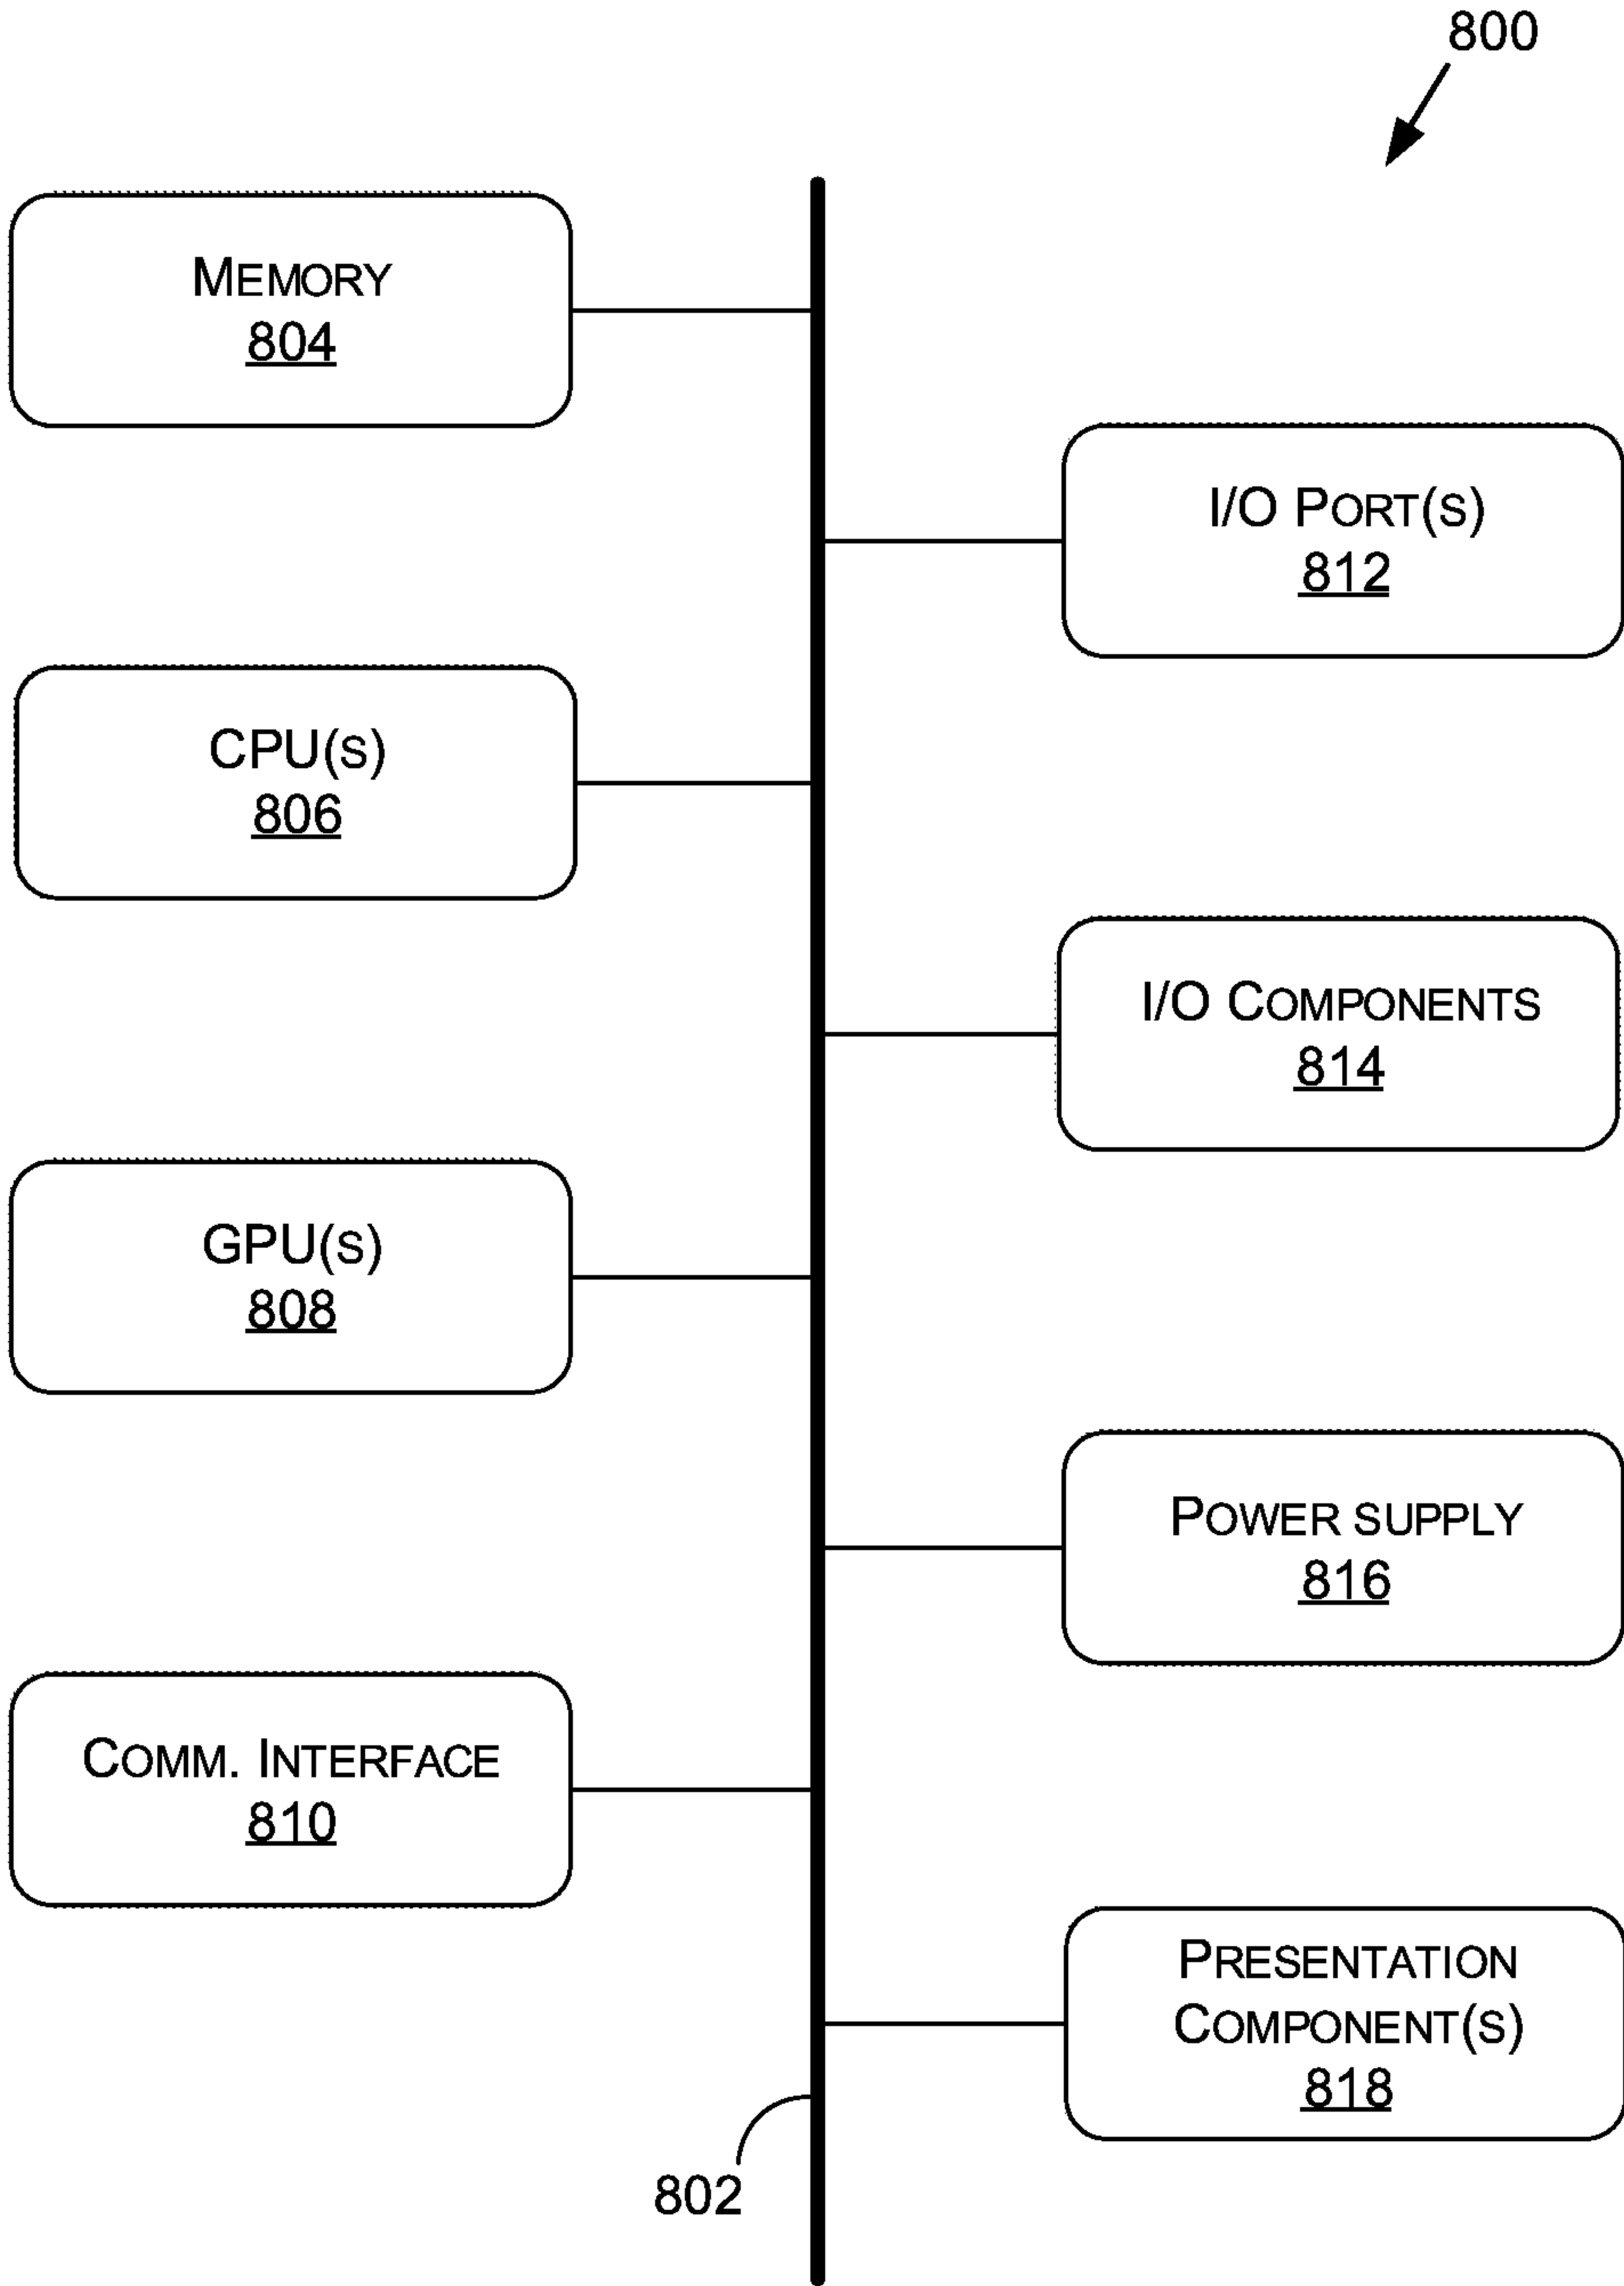 800
MEMORY
804
I/O PORT(S)
812
CPU(S)
806
I/O COMPONENTS
814
GPU(S)
808
POWER SUPPLY
816
COMM. INTERFACE
810
PRESENTATION
COMPONENT(S)
818
802